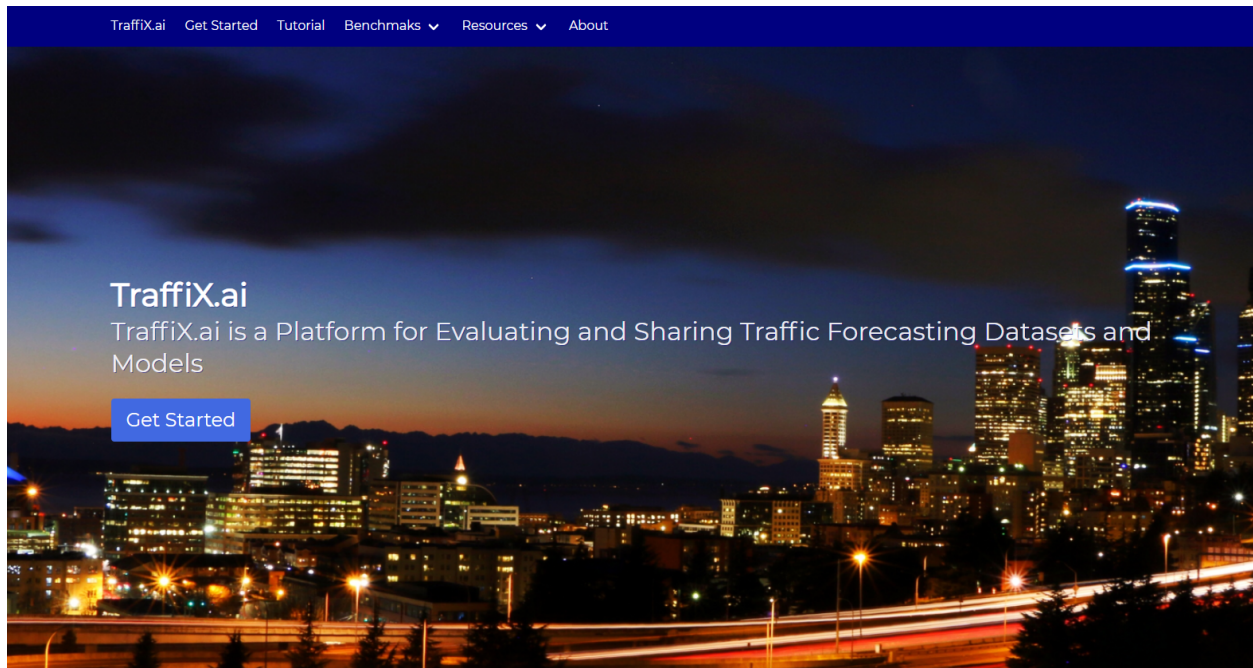 TraffiX.ai Get Started Tutorial Benchmaks Resources About
TraffiX.ai
TraffiX.ai is a Platform for Evaluating and Sharing Traffic Forecasting Datasets and
Models
Get Started